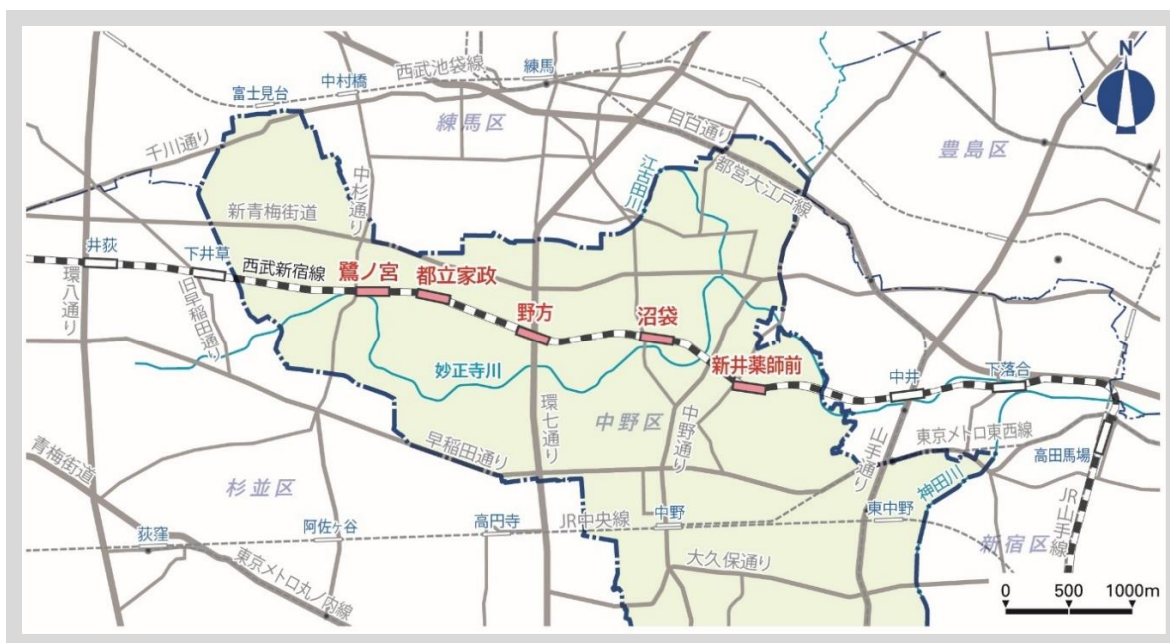 西武池袋線
練馬
中村橋
富士見台
練馬区
目白通り
豊島区
N
千川通り
中杉通り
江古田川
都営大江戸線
新青梅街道
井荻
下井草
西武新宿線
鷺ノ宮
都立家政
環八通り
旧早稲田通り
野方
沼袋
新井薬師前
妙正寺川
中井
下落合
環七通り
中野区
中野通り
山手通り
東京メトロ東西線
高田馬場
早稲田通り
青梅街道
杉並区
神田川
荻窪
阿佐ヶ谷
高円寺
JR中央線
中野
東中野
JR山手線
新宿区
東京メトロ丸ノ内線
大久保通り
0 500 1000m